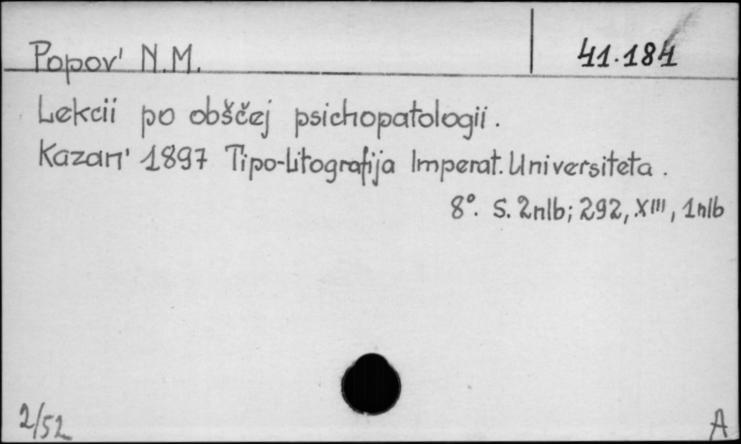 Popov' N.M.
41.184
Lekcii po obščej psichopatologii.
Kazan' 1897 Tipo-Litografija Imperat. Universiteta.
8°. S. 2nlb; 292, XIII, 1nlb
2/52
A